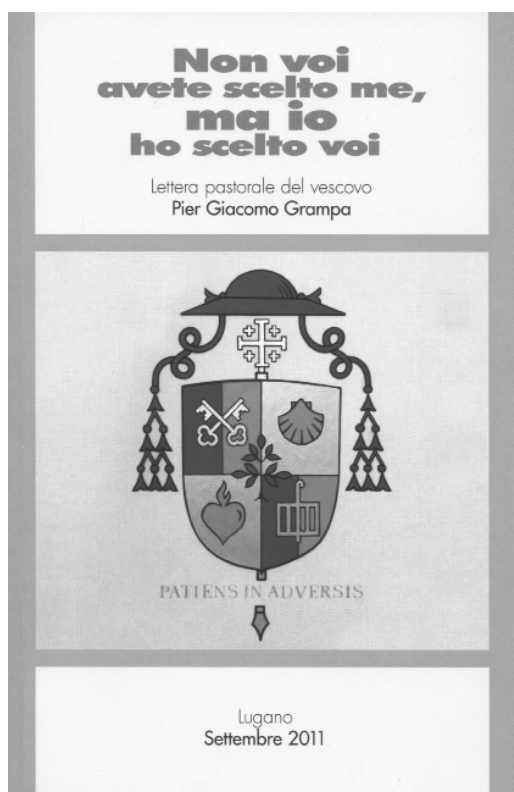 Non voi
avete scelto me,
ma io
ho scelto voi
Lettera pastorale del vescovo
Pier Giacomo Grampa
PATIENS IN ADVERSIS
Lugano
Settembre 2011